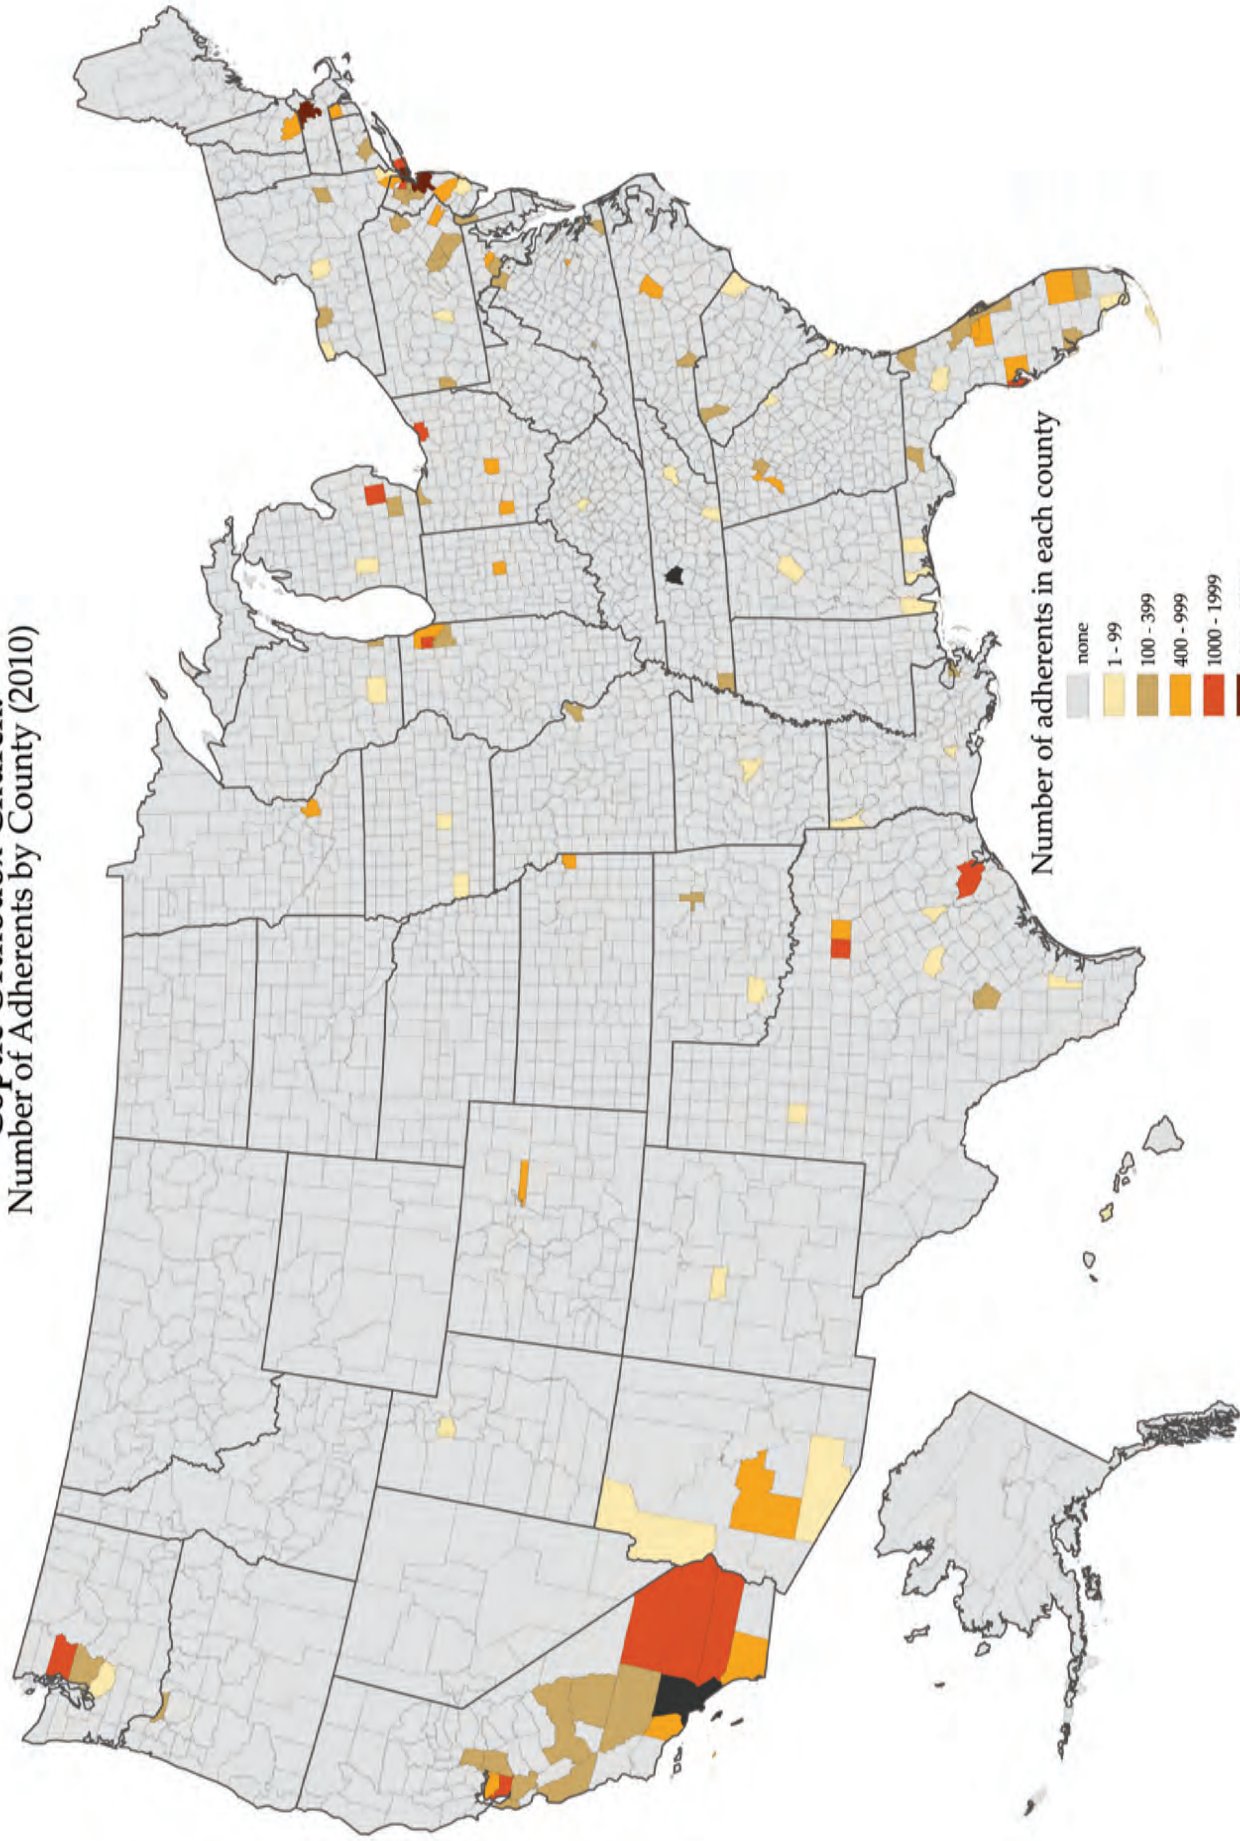 Number of Adherents by County (2010)
Number of adherents in each county
none
1 - 99
100 - 399
400 - 999
1000 - 1999